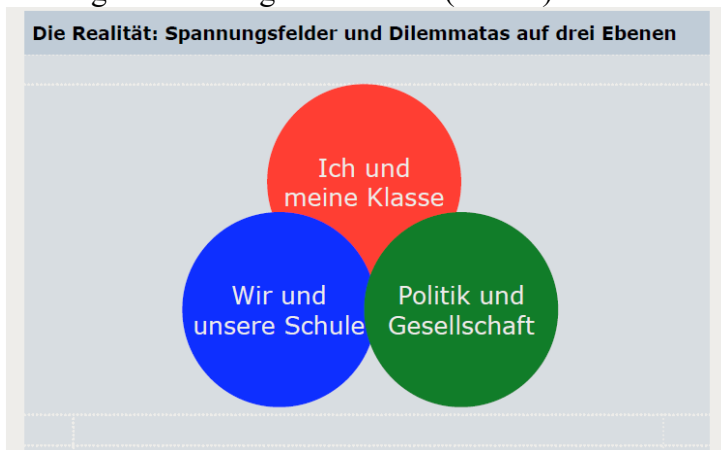 Die Realität: Spannungsfelder und Dilemmatas auf drei Ebenen
Ich und
meine Klasse
Wir und
unsere Schule
Politik und
Gesellschaft